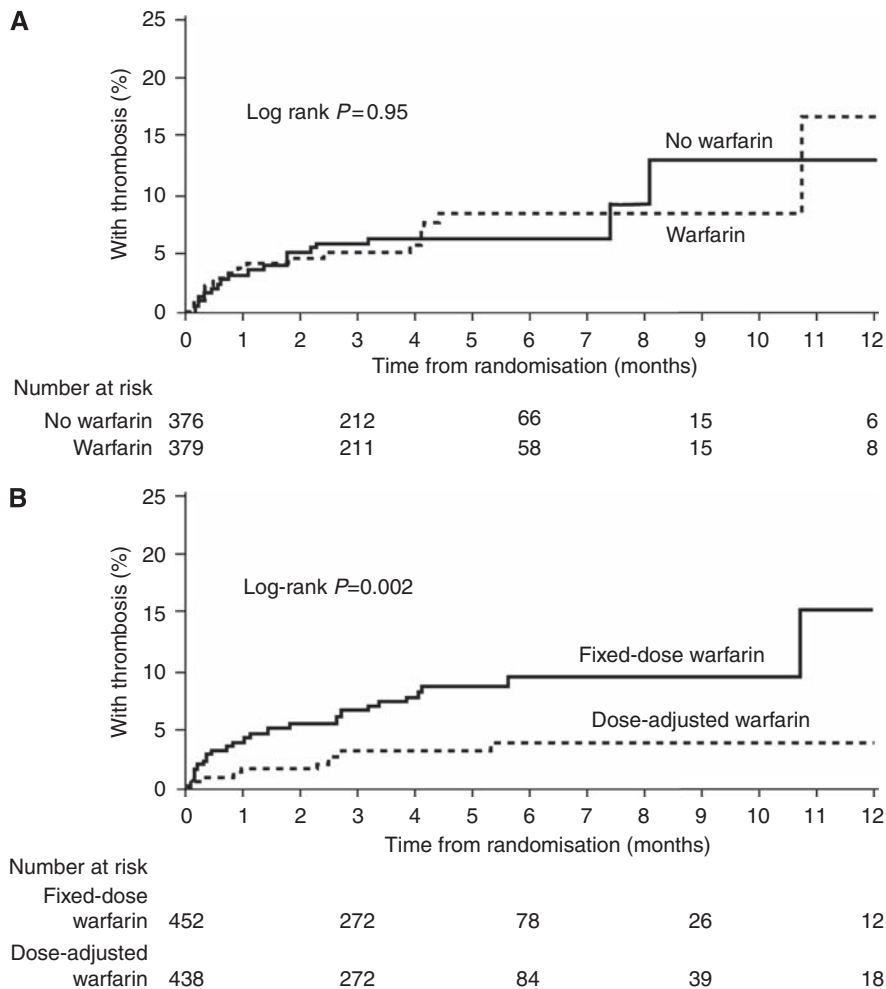 A
25
20
15
10
5
0
With thrombosis (%)
Log rank P=0.95
No warfarin
Warfarin
0 1 2 3 4 5 6 7 8 9 10 11 12
Time from randomisation (months)
Number at risk
No warfarin 376 212 66 15 6
Warfarin 379 211 58 15 8
B
25
20
15
10
5
0
With thrombosis (%)
Log-rank P=0.002
Fixed-dose warfarin
Dose-adjusted warfarin
0 1 2 3 4 5 6 7 8 9 10 11 12
Time from randomisation (months)
Number at risk
Fixed-dose
warfarin 452 272 78 26 12
Dose-adjusted
warfarin 438 272 84 39 18